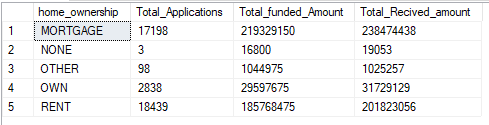 home_ownership Total_Applications Total_funded_Amount Total_Recived_amount
1 MORTGAGE 17198 219329150 238474438
2 NONE 3 16800 19053
3 OTHER 98 1044975 1025257
4 OWN 2838 29597675 31729129
5 RENT 18439 185768475 201823056